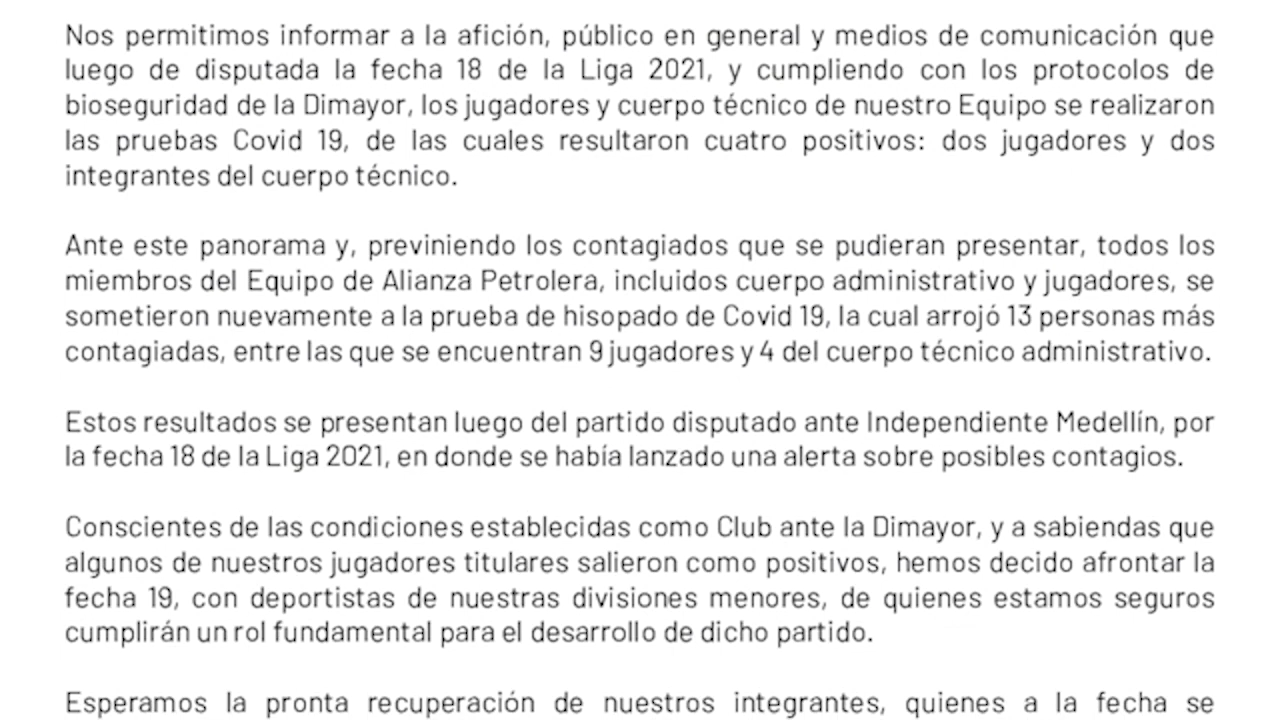 Nos permitimos informar a la afición, público en general y medios de comunicación que
luego de disputada la fecha 18 de la Liga 2021, y cumpliendo con los protocolos de
bioseguridad de la Dimayor, los jugadores y cuerpo técnico de nuestro Equipo se realizaron
las pruebas Covid 19, de las cuales resultaron cuatro positivos: dos jugadores y dos
integrantes del cuerpo técnico.
Ante este panorama y, previniendo los contagiados que se pudieran presentar, todos los
miembros del Equipo de Alianza Petrolera, incluidos cuerpo administrativo y jugadores, se
sometieron nuevamente a la prueba de hisopado de Covid 19, la cual arrojó 13 personas más
contagiadas, entre las que se encuentran 9 jugadores y 4 del cuerpo técnico administrativo.
Estos resultados se presentan luego del partido disputado ante Independiente Medellín, por
la fecha 18 de la Liga 2021, en donde se había lanzado una alerta sobre posibles contagios.
Conscientes de las condiciones establecidas como Club ante la Dimayor, y a sabiendas que
algunos de nuestros jugadores titulares salieron como positivos, hemos decido afrontar la
fecha 19, con deportistas de nuestras divisiones menores, de quienes estamos seguros
cumplirán un rol fundamental para el desarrollo de dicho partido.
Esperamos la pronta recuperación de nuestros integrantes, quienes a la fecha se